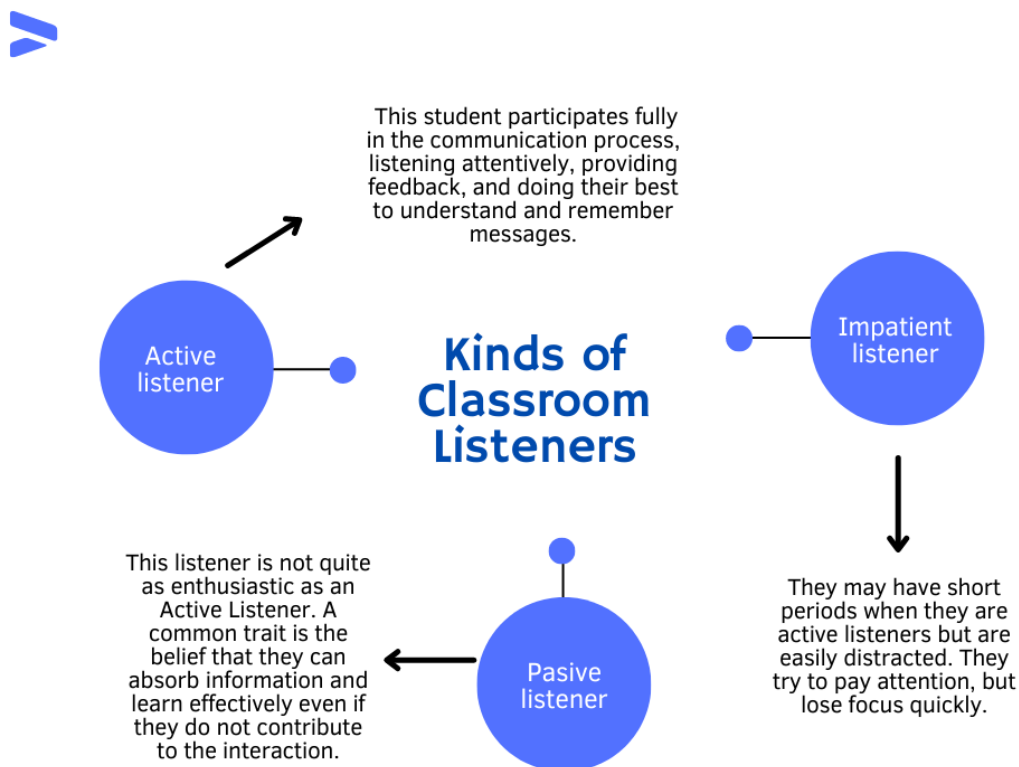 This student participates fully
in the communication process,
listening attentively, providing
feedback, and doing their best
to understand and remember
messages.
Active
listener
Kinds of
Classroom
Listeners
Impatient
listener
This listener is not quite
as enthusiastic as an
Active Listener. A
common trait is the
belief that they can
absorb information and
learn effectively even if
they do not contribute
to the interaction.
Pasive
listener
They may have short
periods when they are
active listeners but are
easily distracted. They
try to pay attention, but
lose focus quickly.